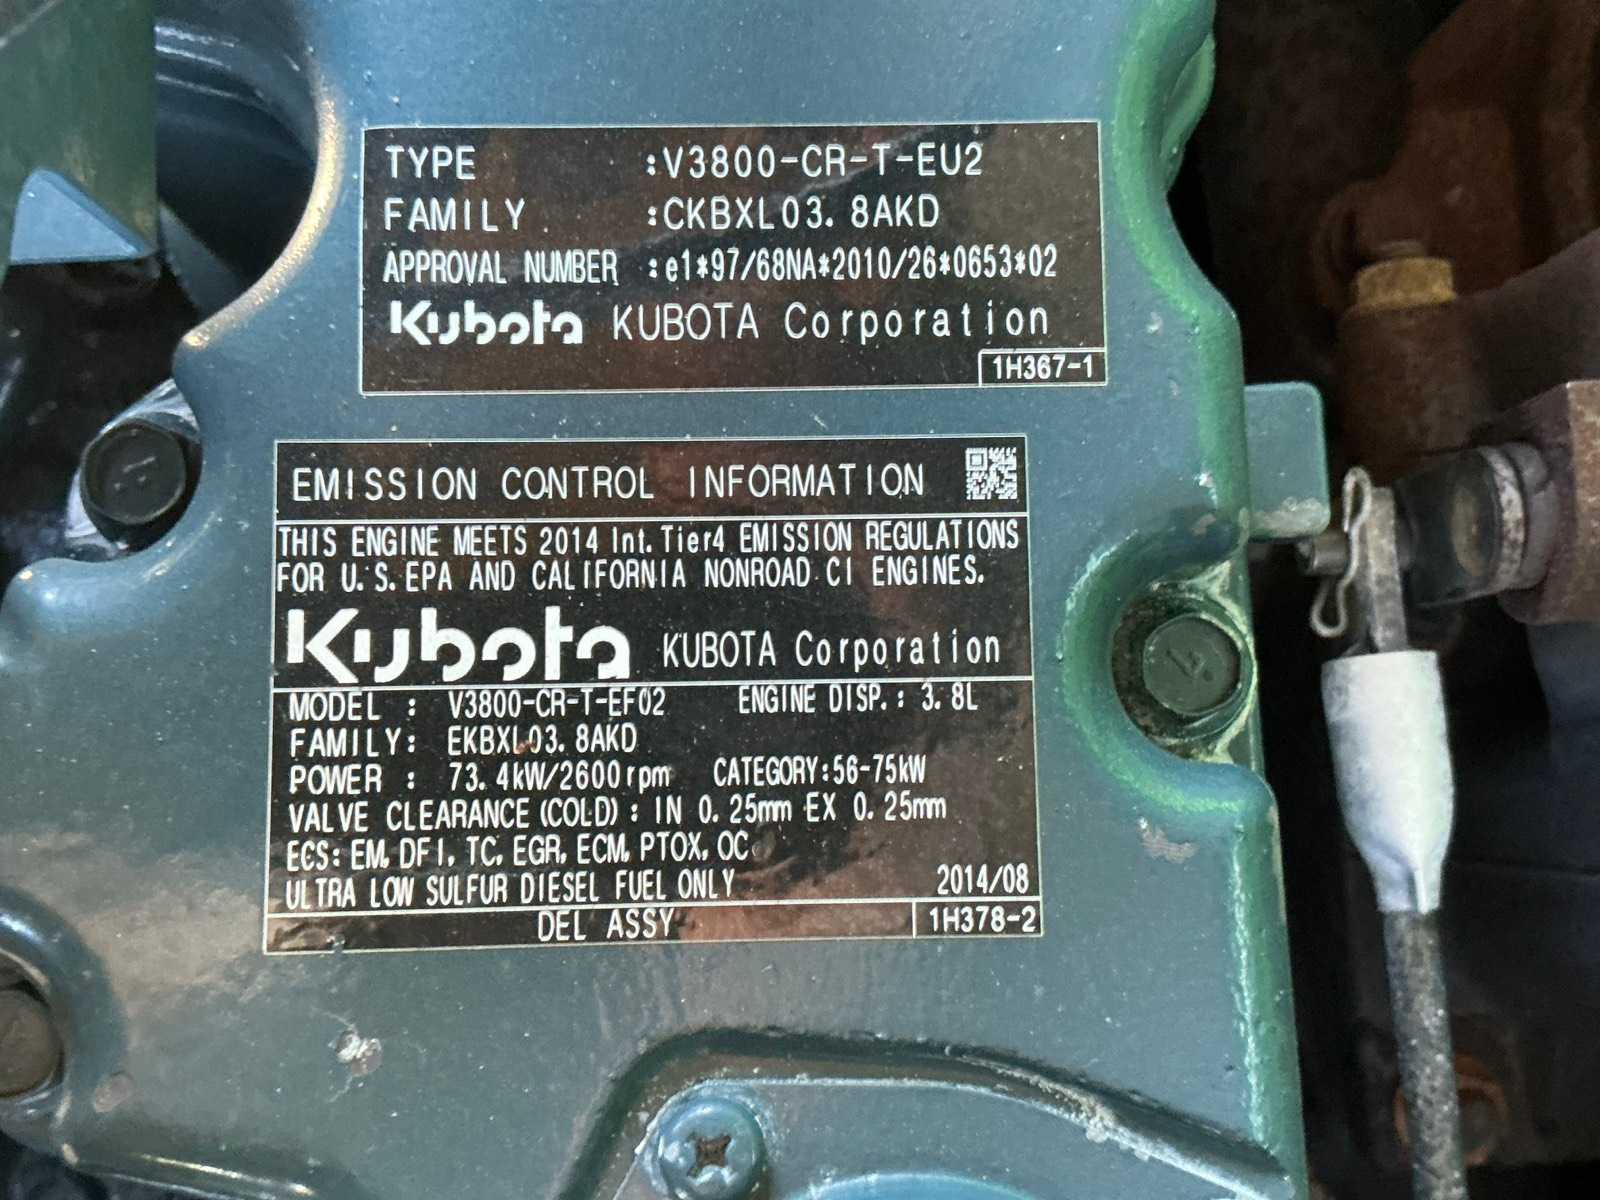 TYPE :V3800-CR-T-EU2
FAMILY :CKBXL03.8AKD
APPROVAL NUMBER :e1*97/68NA*2010/26*0653*02
Kubota KUBOTA Corporation
1H367-1
EMISSION CONTROL INFORMATION
THIS ENGINE MEETS 2014 Int. Tier4 EMISSION REGULATIONS
FOR U.S. EPA AND CALIFORNIA NONROAD CI ENGINES.
Kubota KUBOTA Corporation
MODEL : V3800-CR-T-EF02 ENGINE DISP.: 3.8L
FAMILY: EKBXL03.8AKD
POWER : 73.4kW/2600rpm CATEGORY:56-75kW
VALVE CLEARANCE(COLD): IN 0.25mm EX 0.25mm
ECS: EM, DFI, TC, EGR, ECM, PTOX, OC
ULTRA LOW SULFUR DIESEL FUEL ONLY 2014/08
DEL ASSY 1H378-2